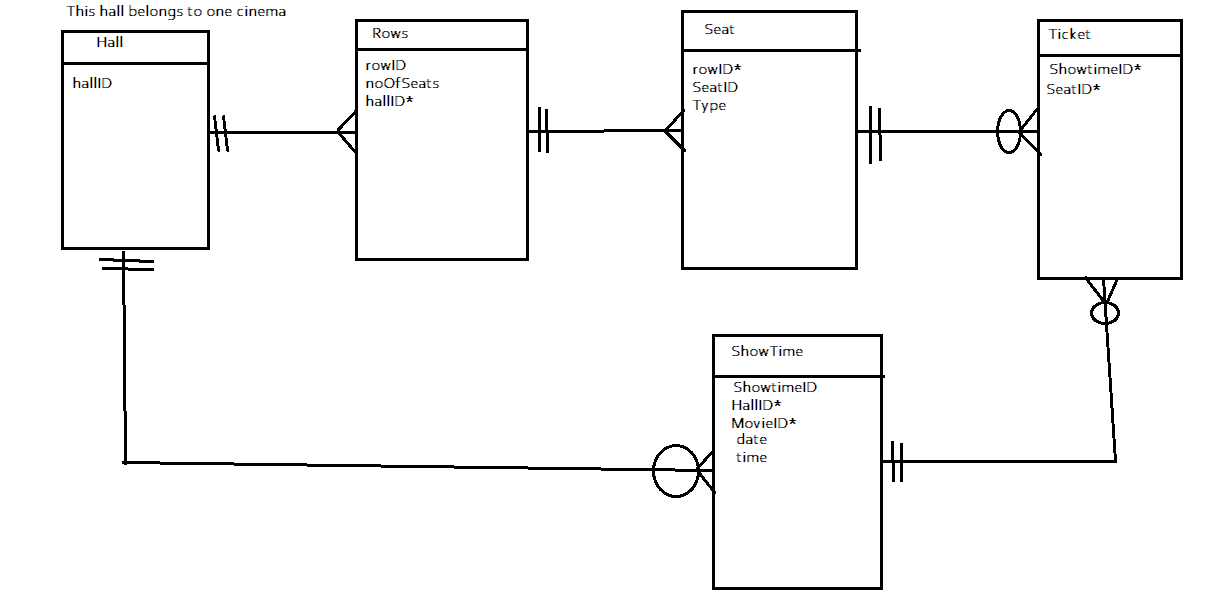 This hall belongs to one cinema
Hall
hallID
Rows
rowID
noOfSeats
hallID*
Seat
rowID*
SeatID
Type
Ticket
ShowtimeID*
SeatID*
ShowTime
ShowtimeID
HallID*
MovieID*
date
time